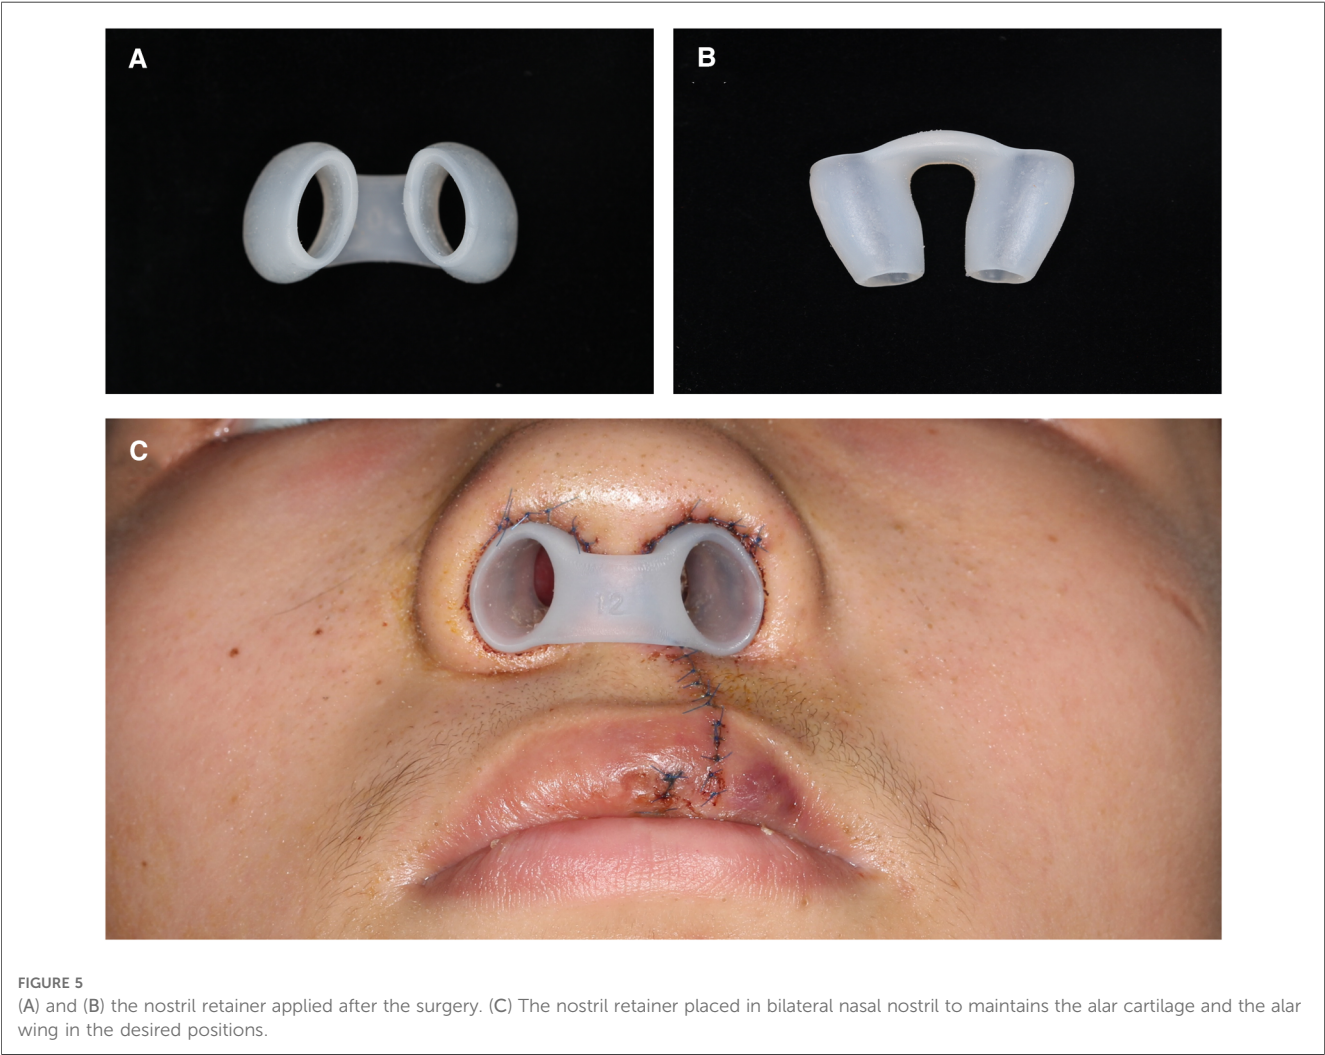 A
B
C
12
FIGURE 5
(A) and (B) the nostril retainer applied after the surgery. (C) The nostril retainer placed in bilateral nasal nostril to maintains the alar cartilage and the alar
wing in the desired positions.